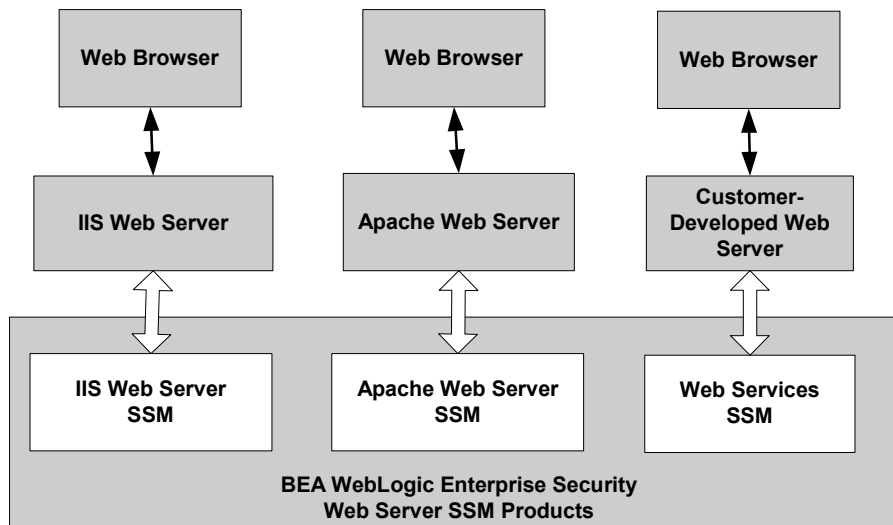 Web Browser
Web Browser
Web Browser
IIS Web Server
Apache Web Server
Customer-
Developed Web
Server
IIS Web Server
SSM
Apache Web Server
SSM
Web Services
SSM
BEA WebLogic Enterprise Security
Web Server SSM Products